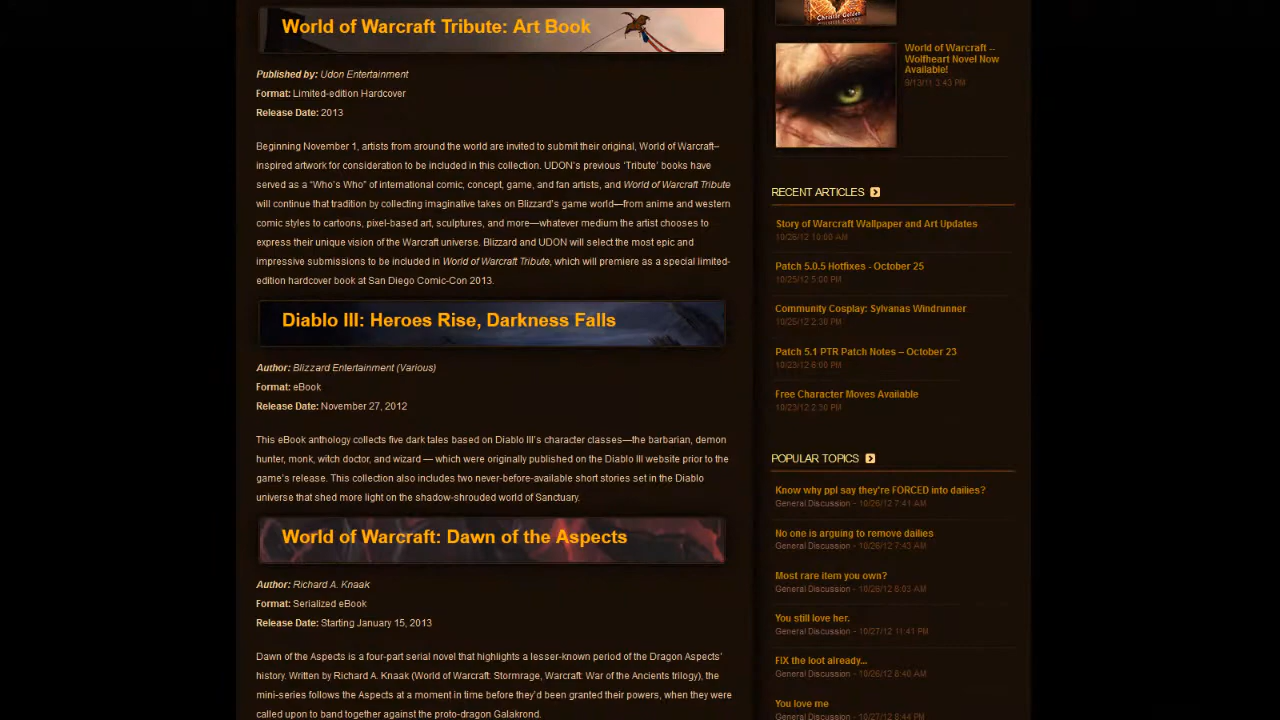 World of Warcraft Tribute: Art Book
Published by: Udon Entertainment
Format: Limited-edition Hardcover
Release Date: 2013
Beginning November 1, artists from around the world are invited to submit their original, World of Warcraft–
inspired artwork for consideration to be included in this collection. UDON's previous 'Tribute' books have
served as a "Who's Who" of international comic, concept, game, and fan artists, and World of Warcraft Tribute
will continue that tradition by collecting imaginative takes on Blizzard's game world—from anime and western
comic styles to cartoons, pixel-based art, sculptures, and more—whatever medium the artist chooses to
express their unique vision of the Warcraft universe. Blizzard and UDON will select the most epic and
impressive submissions to be included in World of Warcraft Tribute, which will premiere as a special limited-
edition hardcover book at San Diego Comic-Con 2013.
Diablo III: Heroes Rise, Darkness Falls
Author: Blizzard Entertainment (Various)
Format: eBook
Release Date: November 27, 2012
This eBook anthology collects five dark tales based on Diablo III's character classes—the barbarian, demon
hunter, monk, witch doctor, and wizard — which were originally published on the Diablo III website prior to the
game's release. This collection also includes two never-before-available short stories set in the Diablo
universe that shed more light on the shadow-shrouded world of Sanctuary.
World of Warcraft: Dawn of the Aspects
Author: Richard A. Knaak
Format: Serialized eBook
Release Date: Starting January 15, 2013
Dawn of the Aspects is a four-part serial novel that highlights a lesser-known period of the Dragon Aspects'
history. Written by Richard A. Knaak (World of Warcraft: Stormrage, Warcraft: War of the Ancients trilogy), the
mini-series follows the Aspects at a moment in time before they'd been granted their powers, when they were
called upon to band together against the proto-dragon Galakrond.
Christie Golden
World of Warcraft --
Wolfheart Novel Now
Available!
9/13/11 3:43 PM
RECENT ARTICLES
Story of Warcraft Wallpaper and Art Updates
10/26/12 10:00 AM
Patch 5.0.5 Hotfixes - October 25
10/25/12 5:00 PM
Community Cosplay: Sylvanas Windrunner
10/25/12 2:30 PM
Patch 5.1 PTR Patch Notes – October 23
10/23/12 6:00 PM
Free Character Moves Available
10/23/12 2:30 PM
POPULAR TOPICS
Know why ppl say they're FORCED into dailies?
General Discussion - 10/26/12 7:41 AM
No one is arguing to remove dailies
General Discussion - 10/26/12 7:43 AM
Most rare item you own?
General Discussion - 10/26/12 8:03 AM
You still love her.
General Discussion - 10/27/12 11:41 PM
FIX the loot already...
General Discussion - 10/26/12 8:40 AM
You love me
General Discussion - 10/27/12 8:44 PM